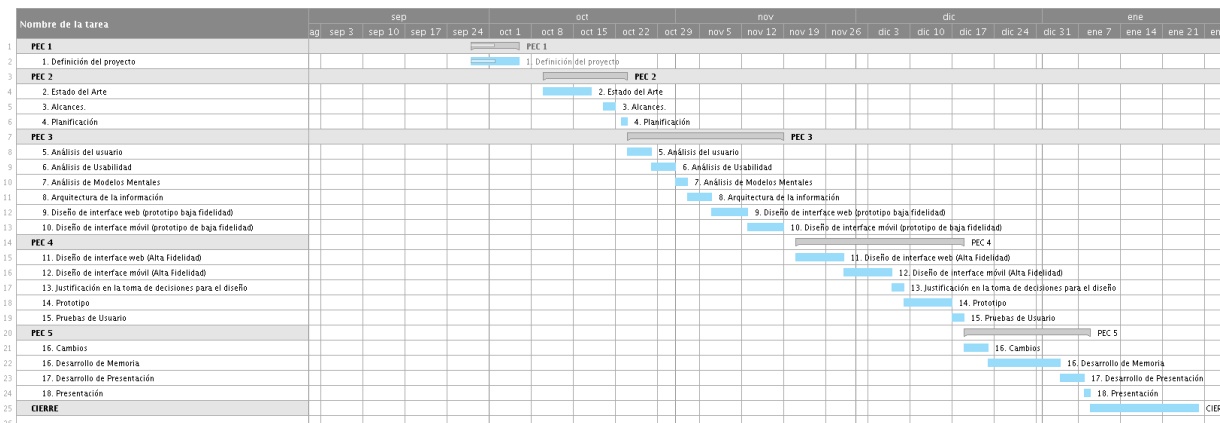 Nombre de la tarea
sep oct nov dic ene
ag sep 3 sep 10 sep 17 sep 24 oct 1 oct 8 oct 15 oct 22 oct 29 nov 5 nov 12 nov 19 nov 26 dic 3 dic 10 dic 17 dic 24 dic 31 ene 7 ene 14 ene 21 en
1 PEC 1 PEC 1
2 1. Definición del proyecto 1. Definición del proyecto
3 PEC 2 PEC 2
4 2. Estado del Arte 2. Estado del Arte
5 3. Alcances. 3. Alcances.
6 4. Planificación 4. Planificación
7 PEC 3 PEC 3
8 5. Análisis del usuario 5. Análisis del usuario
9 6. Análisis de Usabilidad 6. Análisis de Usabilidad
10 7. Análisis de Modelos Mentales 7. Análisis de Modelos Mentales
11 8. Arquitectura de la información 8. Arquitectura de la información
12 9. Diseño de interface web (prototipo baja fidelidad) 9. Diseño de interface web (prototipo baja fidelidad)
13 10. Diseño de interface móvil (prototipo de baja fidelidad) 10. Diseño de interface móvil (prototipo de baja fidelidad)
14 PEC 4 PEC 4
15 11. Diseño de interface web (Alta Fidelidad) 11. Diseño de interface web (Alta Fidelidad)
16 12. Diseño de interface móvil (Alta Fidelidad) 12. Diseño de interface móvil (Alta Fidelidad)
17 13. Justificación en la toma de decisiones para el diseño 13. Justificación en la toma de decisiones para el diseño
18 14. Prototipo 14. Prototipo
19 15. Pruebas de Usuario 15. Pruebas de Usuario
20 PEC 5 PEC 5
21 16. Cambios 16. Cambios
22 16. Desarrollo de Memoria 16. Desarrollo de Memoria
23 17. Desarrollo de Presentación 17. Desarrollo de Presentación
24 18. Presentación 18. Presentación
25 CIERRE CIER